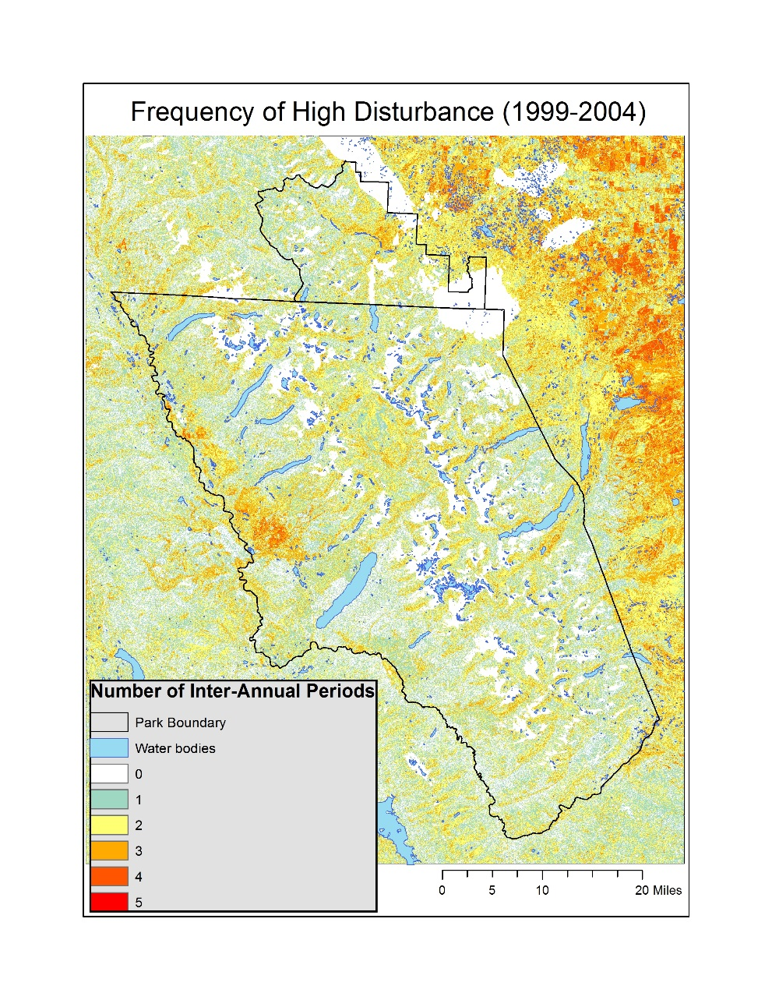 Frequency of High Disturbance (1999-2004)
Number of Inter-Annual Periods
Park Boundary
Water bodies
0
1
2
3
4
5
0 5 10 20 Miles